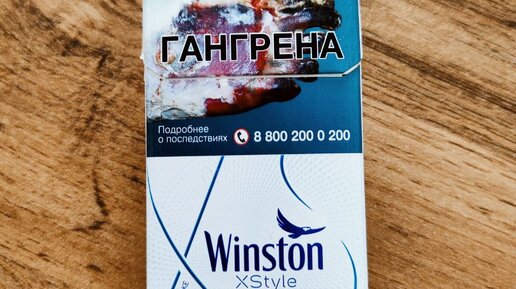 ГАНГРЕНА
Подробнее
о последствиях
8 800 200 0 200
Winston
XStyle